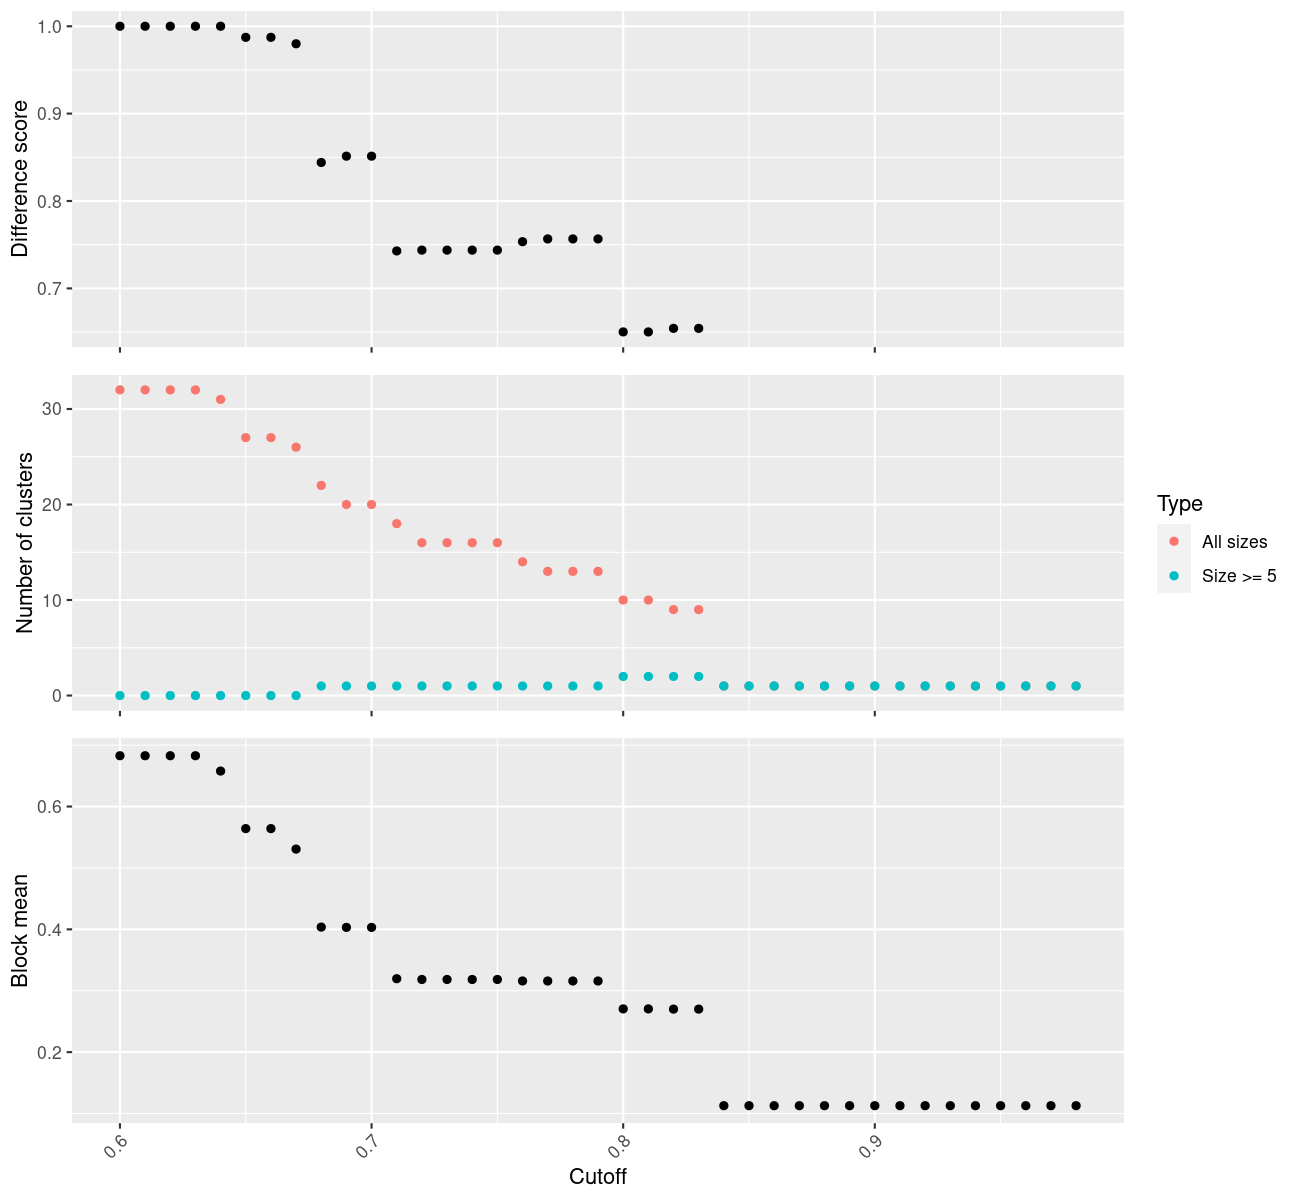 1.0
0.9
0.8
0.7
Difference score
30
20
10
0
Number of clusters
Type
All sizes
Size >= 5
0.6
0.4
0.2
Block mean
0.6
0.7
0.8
0.9
Cutoff